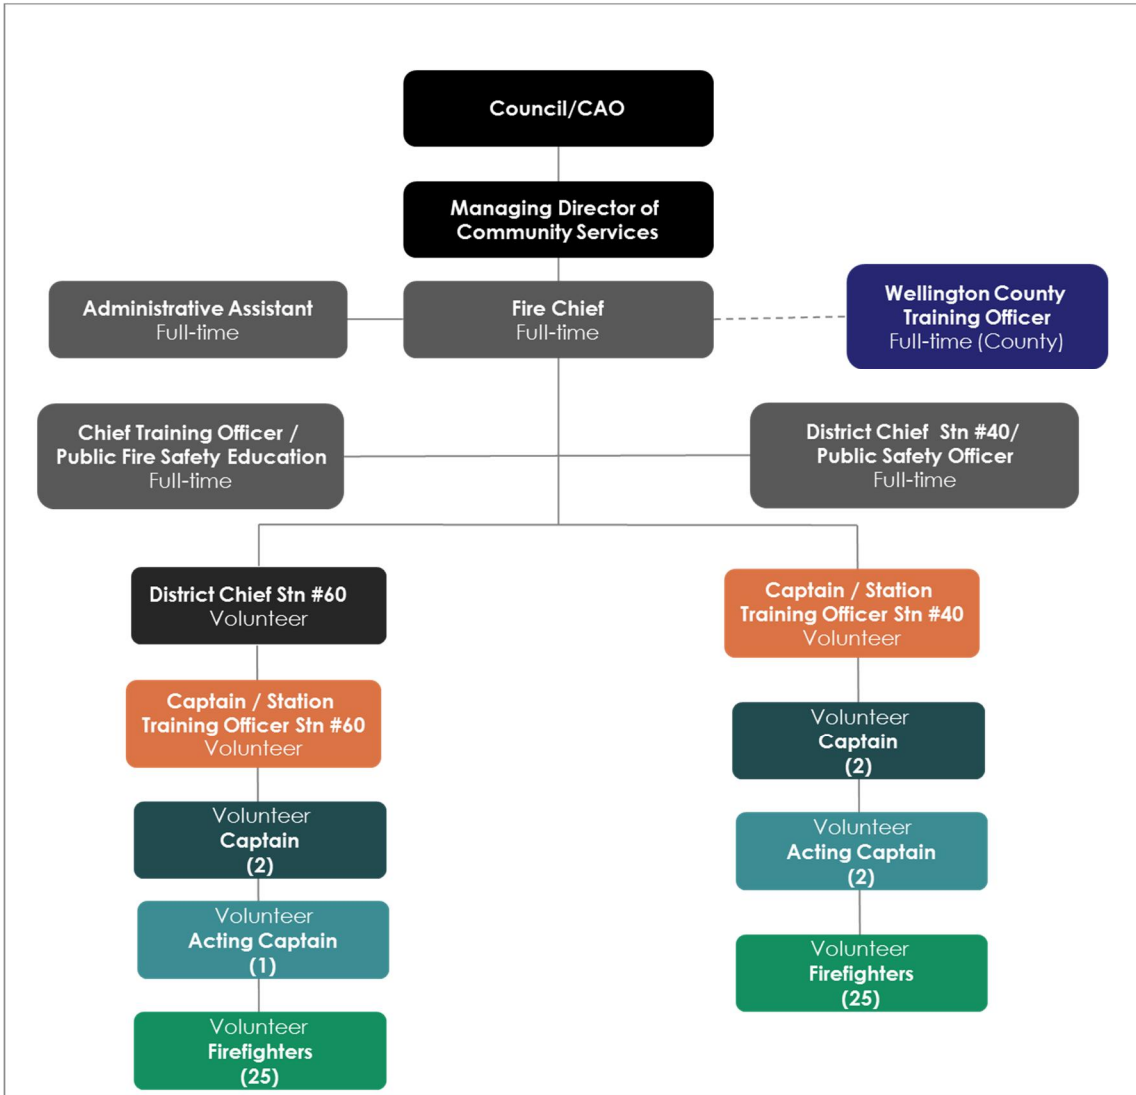 Council/CAO
Managing Director of
Community Services
Administrative Assistant
Full-time
Fire Chief
Full-time
Wellington County
Training Officer
Full-time (County)
Chief Training Officer /
Public Fire Safety Education
Full-time
District Chief Stn #40/
Public Safety Officer
Full-time
District Chief Stn #60
Volunteer
Captain / Station
Training Officer Stn #60
Volunteer
Volunteer
Captain
(2)
Volunteer
Acting Captain
(1)
Volunteer
Firefighters
(25)
Captain / Station
Training Officer Stn #40
Volunteer
Volunteer
Captain
(2)
Volunteer
Acting Captain
(2)
Volunteer
Firefighters
(25)